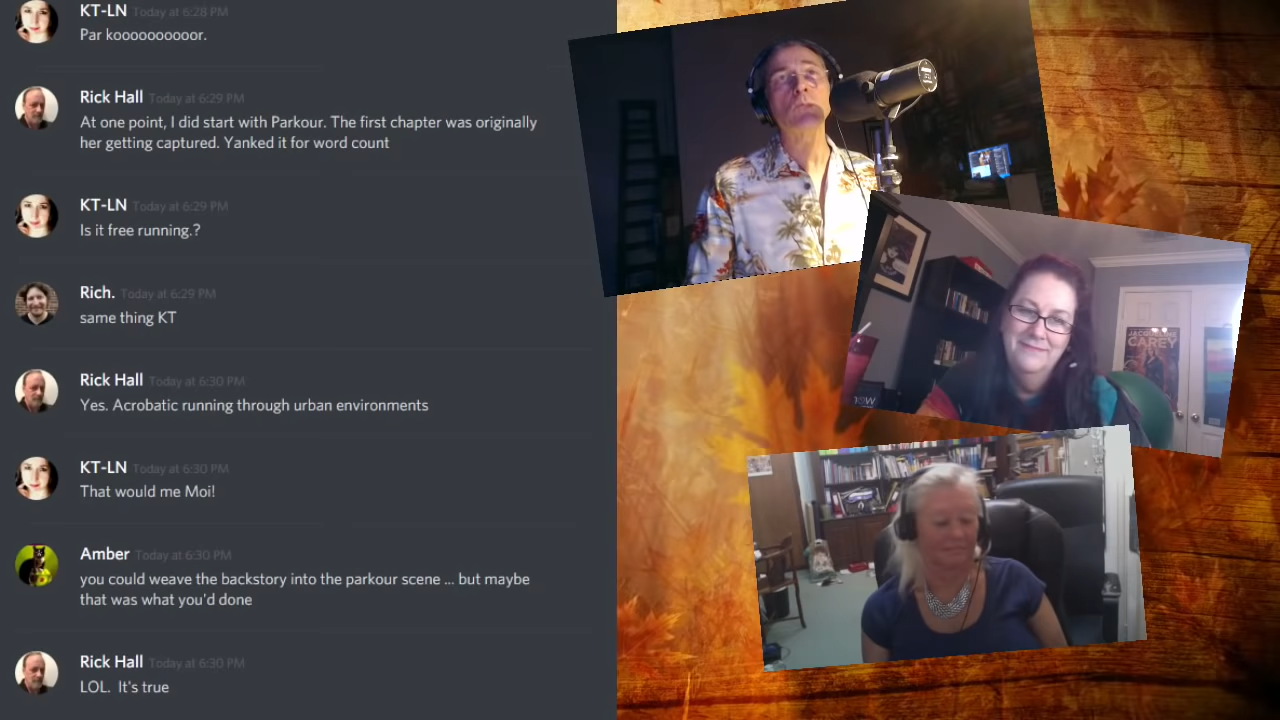 KT-LN Today at 6:28 PM
Par koooooooooor.
Rick Hall Today at 6:29 PM
At one point, I did start with Parkour. The first chapter was originally
her getting captured. Yanked it for word count
KT-LN Today at 6:29 PM
Is it free running.?
Rich. Today at 6:29 PM
same thing KT
Rick Hall Today at 6:30 PM
Yes. Acrobatic running through urban environments
KT-LN Today at 6:30 PM
That would me Moi!
Amber Today at 6:30 PM
you could weave the backstory into the parkour scene ... but maybe
that was what you'd done
Rick Hall Today at 6:30 PM
LOL.  It's true
CAREY